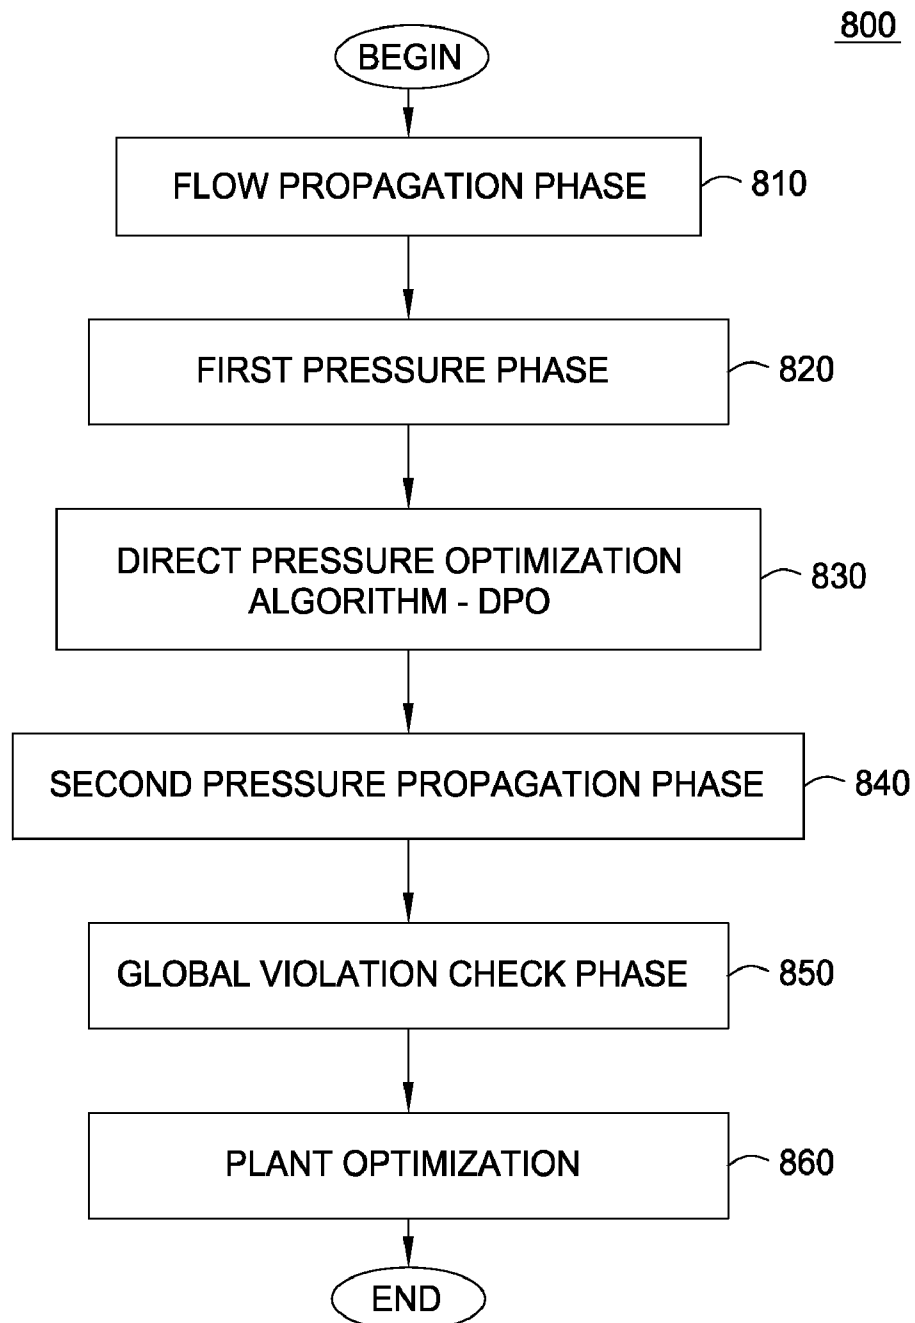 800
BEGIN
FLOW PROPAGATION PHASE
810
FIRST PRESSURE PHASE
820
DIRECT PRESSURE OPTIMIZATION
ALGORITHM - DPO
830
SECOND PRESSURE PROPAGATION PHASE
840
GLOBAL VIOLATION CHECK PHASE
850
PLANT OPTIMIZATION
860
END